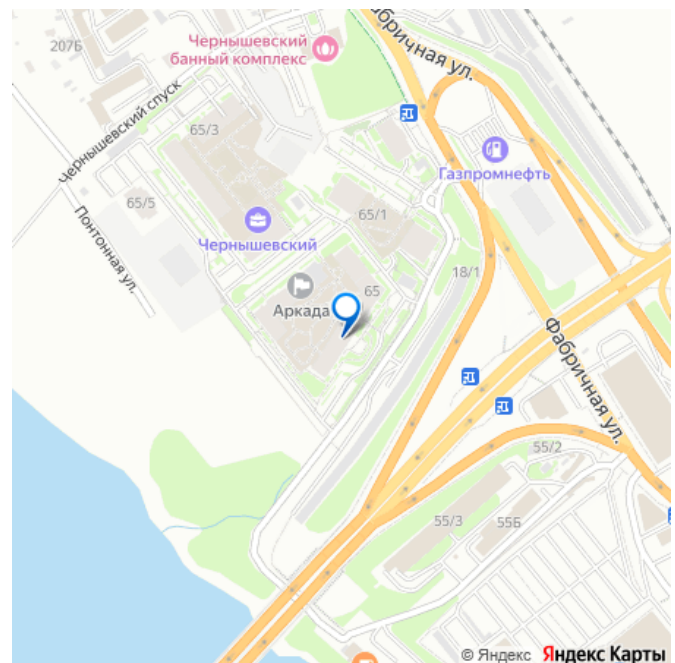 207Б
Чернышевский
банный комплекс
Фабричная ул.
Чернышевский спуск
65/3
Газпромнефть
65/5
65/1
Понтонная ул.
Чернышевский
18/1
65
Аркада
Фабричная ул.
55/2
55/3
55Б
© Яндекс Яндекс Карты